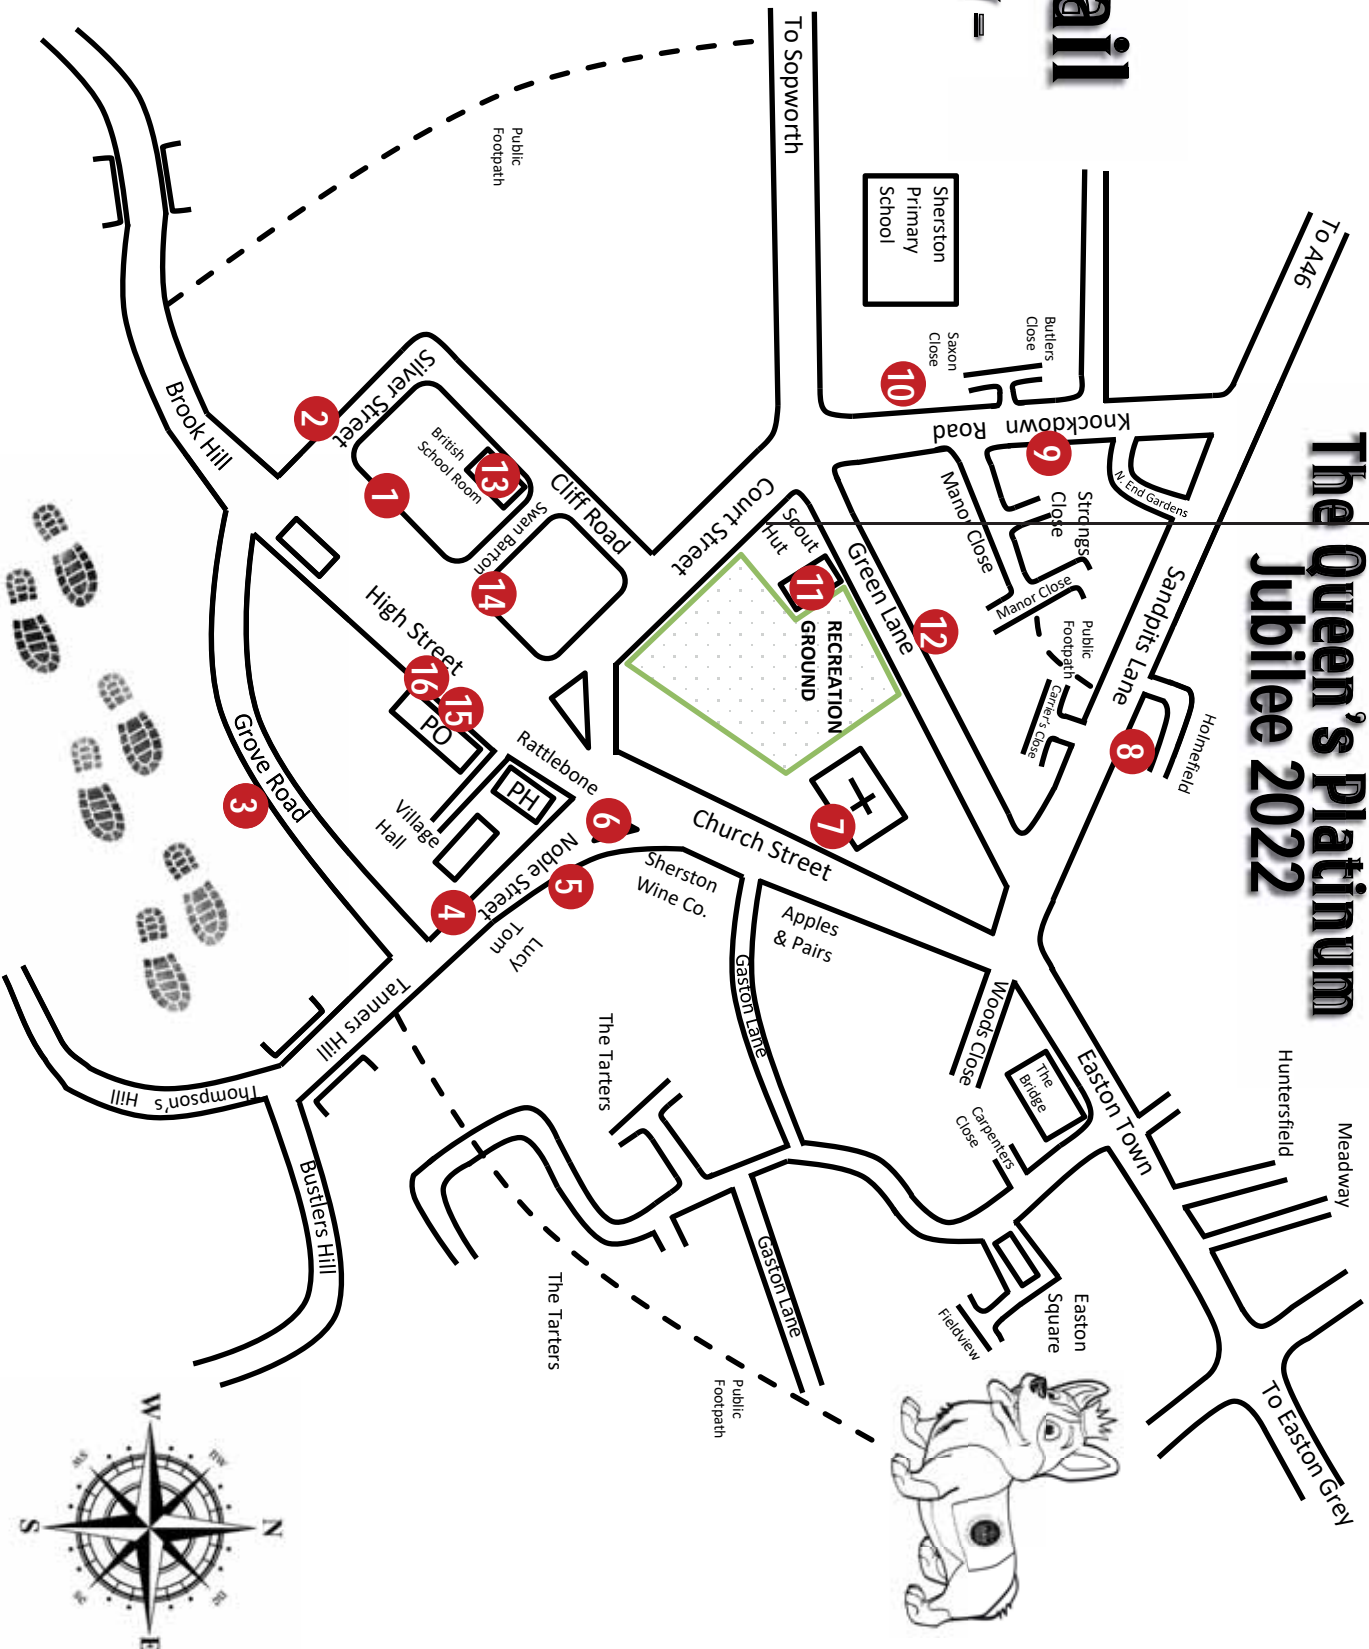 ail
The Queen's Platinum
Jubilee 2022
To A46
To Sopworth
Sherston
Primary
School
Butlers
Close
Saxon
Close
Knockdown
Road
N. End Gardens
Strongs
Close
Manor Close
Manor Close
Public
Footpath
Carrier's Close
Sandpits Lane
Holmefield
Huntersfield
Meadway
To Easton Grey
Easton Town
The
Bridge
Woods Close
Carpenters
Close
Easton
Square
Fieldview
Green Lane
Scout
Hut
RECREATION
GROUND
Court Street
Church Street
Apples
& Pairs
Sherston
Wine Co.
Gaston Lane
Gaston Lane
The Tarters
The Tarters
Public
Footpath
Public
Footpath
Silver Street
Cliff Road
British
School Room
Swan Barton
High Street
PO
Rattlebone
PH
Village
Hall
Noble Street
Lucy
Tom
Brook Hill
Grove Road
Tanners Hill
Thompson's Hill
Bustlers Hill
1
2
3
4
5
6
7
8
9
10
11
12
13
14
15
16
N
NW
W
S
E